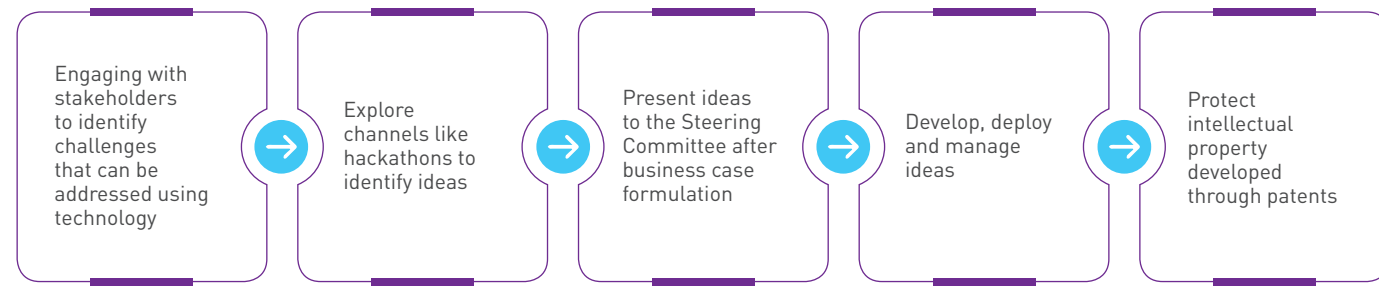 Engaging with
stakeholders
to identify
challenges
that can be
addressed using
technology
Explore
channels like
hackathons to
identify ideas
Present ideas
to the Steering
Committee after
business case
formulation
Develop, deploy
and manage
ideas
Protect
intellectual
property
developed
through patents